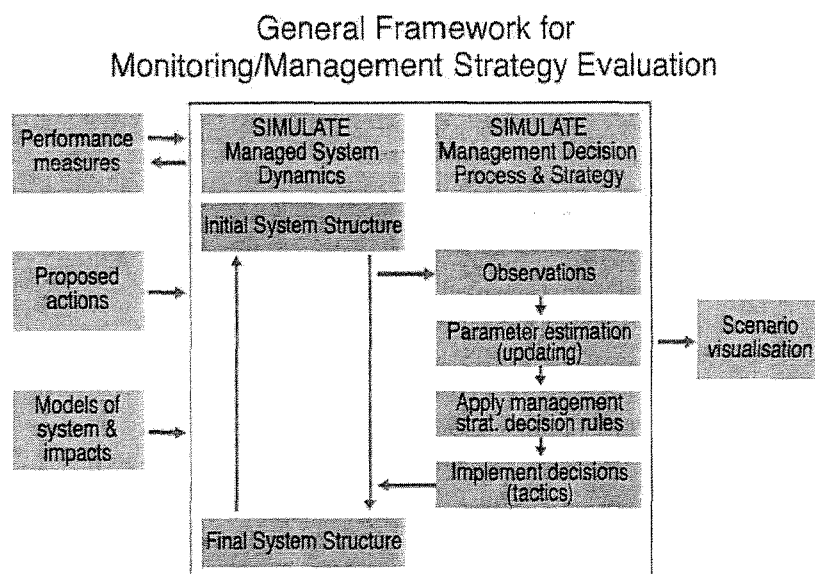 General Framework for
Monitoring/Management Strategy Evaluation
Performance
measures
SIMULATE
Managed System
Dynamics
SIMULATE
Management Decision
Process & Strategy
Initial System Structure
Proposed
actions
Observations
Parameter estimation
(updating)
Scenario
visualisation
Models of
system &
impacts
Apply management
strat. decision rules
Implement decisions
(tactics)
Final System Structure